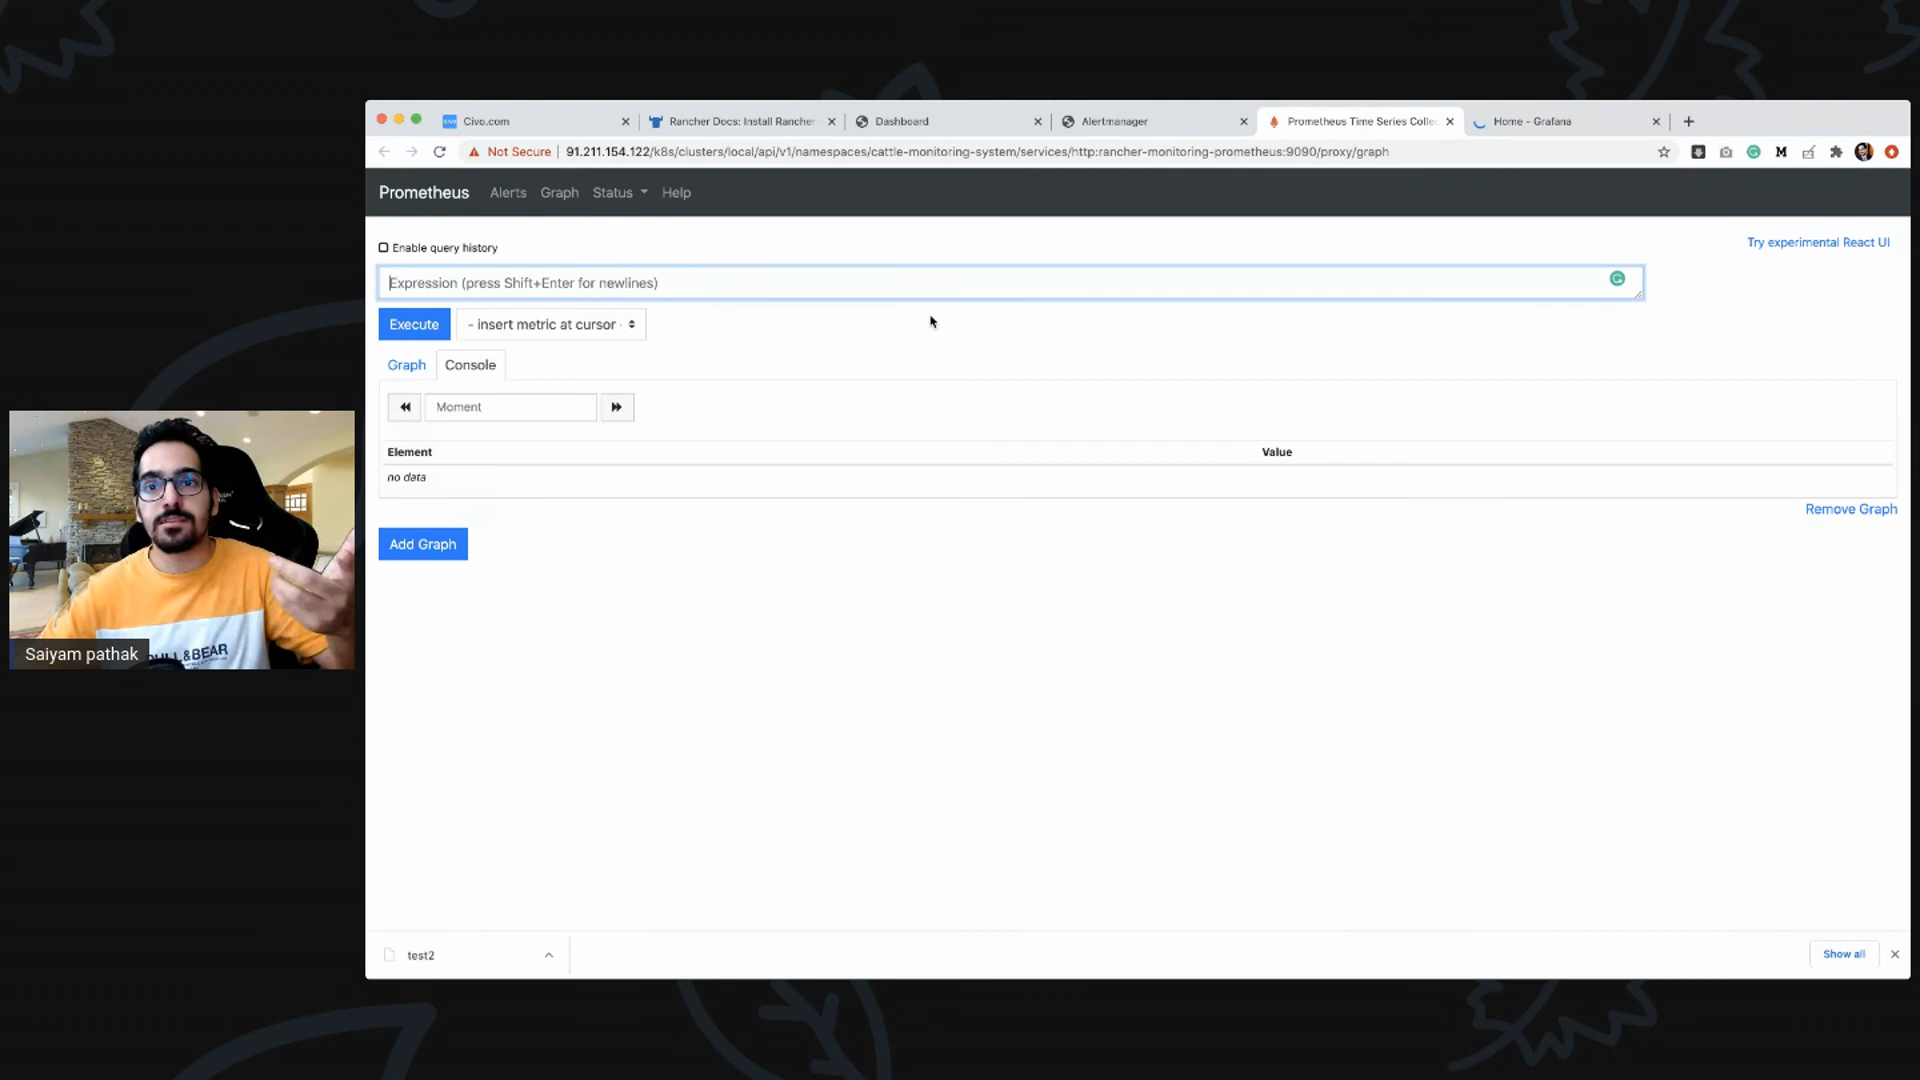 Civo.com
Rancher Docs: Install Rancher
Dashboard
Alertmanager
Prometheus Time Series Collec
Home - Grafana
Not Secure
91.211.154.122/k8s/clusters/local/api/v1/namespaces/cattle-monitoring-system/services/http:rancher-monitoring-prometheus:9090/proxy/graph
M
Prometheus
Alerts
Graph
Status
Help
Enable query history
Try experimental React UI
Expression (press Shift+Enter for newlines)
Execute
- insert metric at cursor
Graph
Console
Moment
Element
Value
no data
Remove Graph
Add Graph
Saiyam pathak
&BEAR
test2
Show all